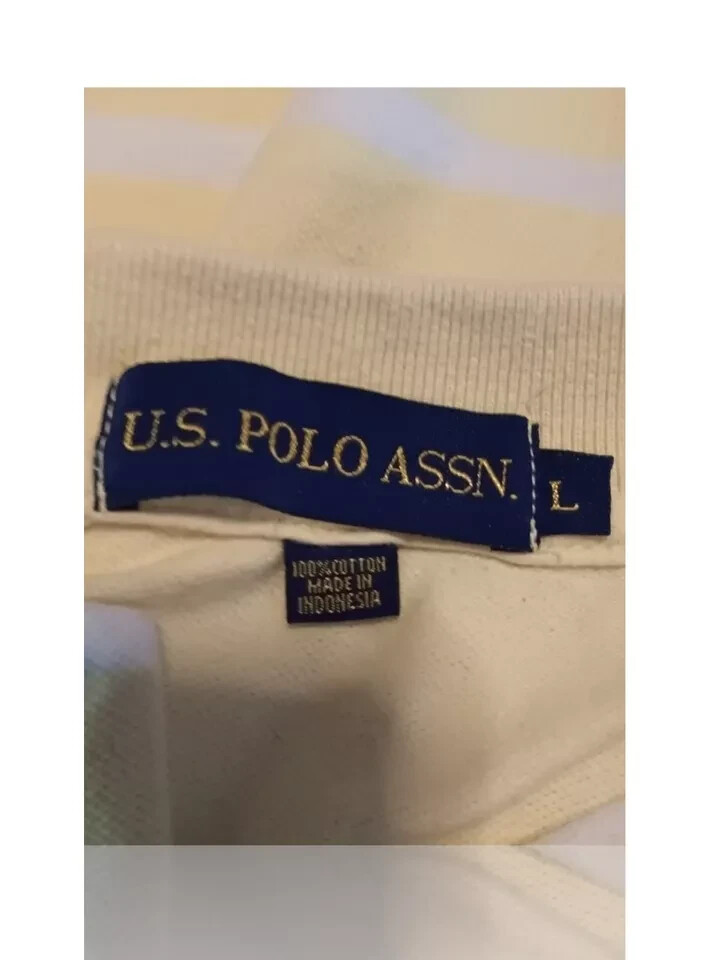 U.S. POLO ASSN.
L
100%COTTON
MADE IN
INDONESIA